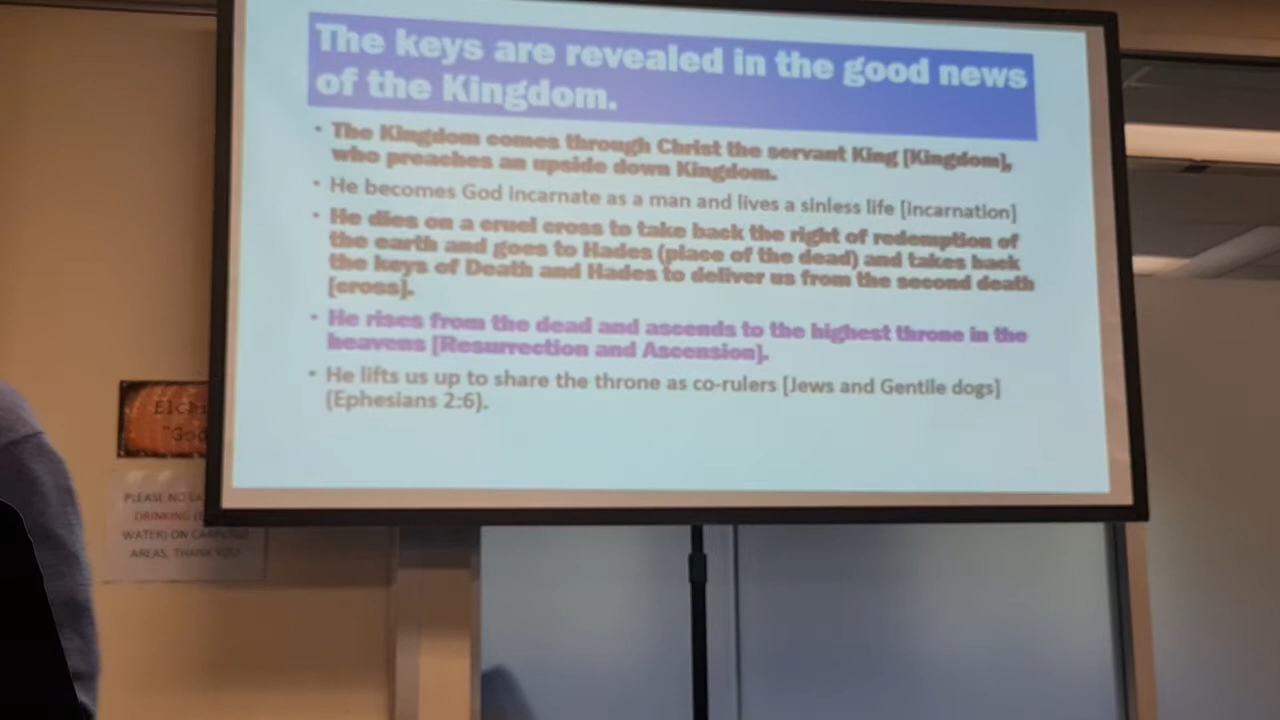 The keys are revealed in the good news
of the Kingdom.
• The Kingdom comes through Christ the servant King [Kingdom],
who preaches an upside down Kingdom.
• He becomes God incarnate as a man and lives a sinless life [incarnation]
• He dies on a cruel cross to take back the right of redemption of
the earth and goes to Hades (place of the dead) and takes back
the keys of Death and Hades to deliver us from the second death
[cross].
• He rises from the dead and ascends to the highest throne in the
heavens [Resurrection and Ascension].
• He lifts us up to share the throne as co-rulers [Jews and Gentile dogs]
(Ephesians 2:6).
"God
PLEASE NO
DRINKING
WATER) ON CARPETED
AREAS, THANK YOU